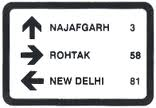 ↑ NAJAFGARH 3
→ ROHTAK 58
← NEW DELHI 81